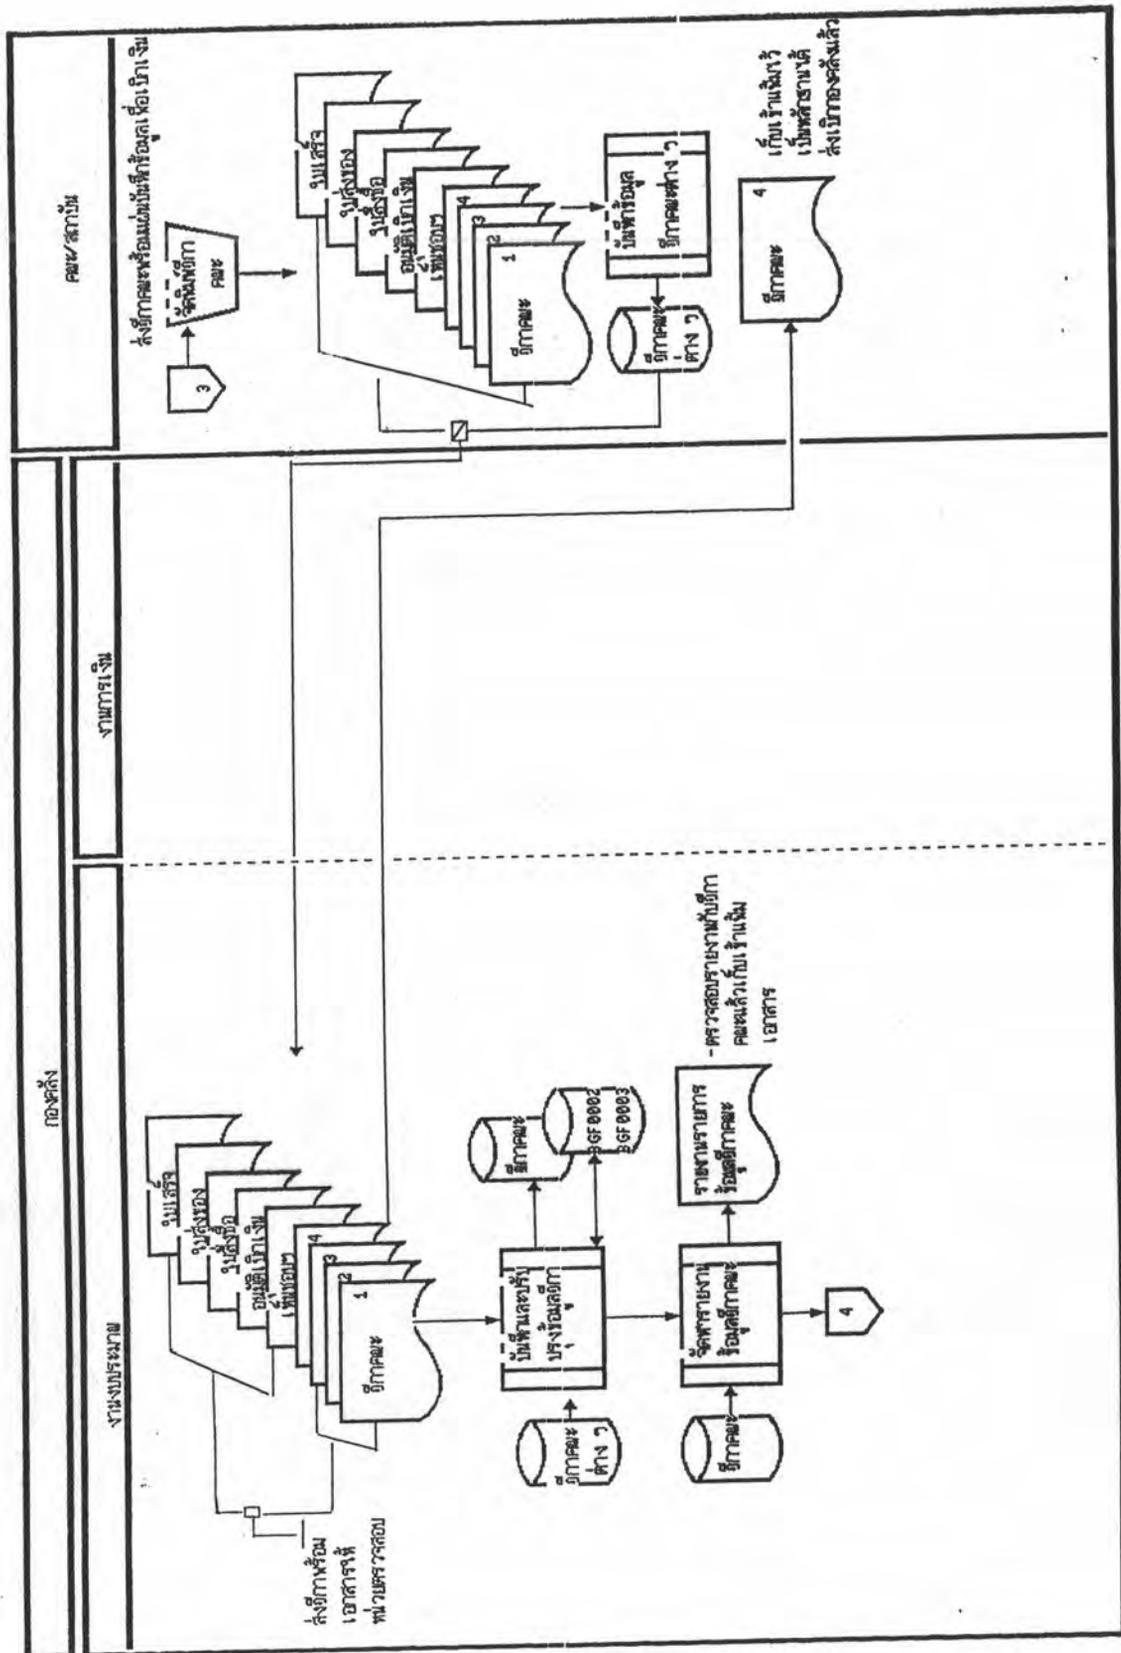 กองคลัง
งานงบประมาณ
งานการเงิน
คณะ/สถาบัน
ส่งฎีกาคณะพร้อมแผ่นบันทึกข้อมูลเพื่อเบิกเงิน
3
จัดพิมพ์ฎีกา
คณะ
ใบเสร็จ
ใบส่งของ
ใบสั่งซื้อ
อนุมัติเบิกเงิน
4
3
2
1
ฎีกาคณะ
บันทึกข้อมูล
ฎีกาคณะต่าง ๆ
ฎีกาคณะ
ต่าง ๆ
4
ฎีกาคณะ
เก็บเข้าแฟ้มไว้
เป็นหลักฐานได้
ส่งเบิกกองคลังแล้ว
ใบเสร็จ
ใบส่งของ
ใบสั่งซื้อ
อนุมัติเบิกเงิน
4
3
2
1
ฎีกาคณะ
ส่งฎีกาพร้อม
เอกสารให้
หน่วยตรวจสอบ
บันทึกและปรับ
ปรุงข้อมูลฎีกา
ฎีกาคณะ
BGF0002
BGF0003
ฎีกาคณะ
ต่าง ๆ
จัดทำรายงาน
ข้อมูลฎีกาคณะ
ฎีกาคณะ
รายงานรายการ
ข้อมูลฎีกาคณะ
-ตรวจสอบรายงานกับฎีกา
คณะแล้วเก็บเข้าแฟ้ม
เอกสาร
4